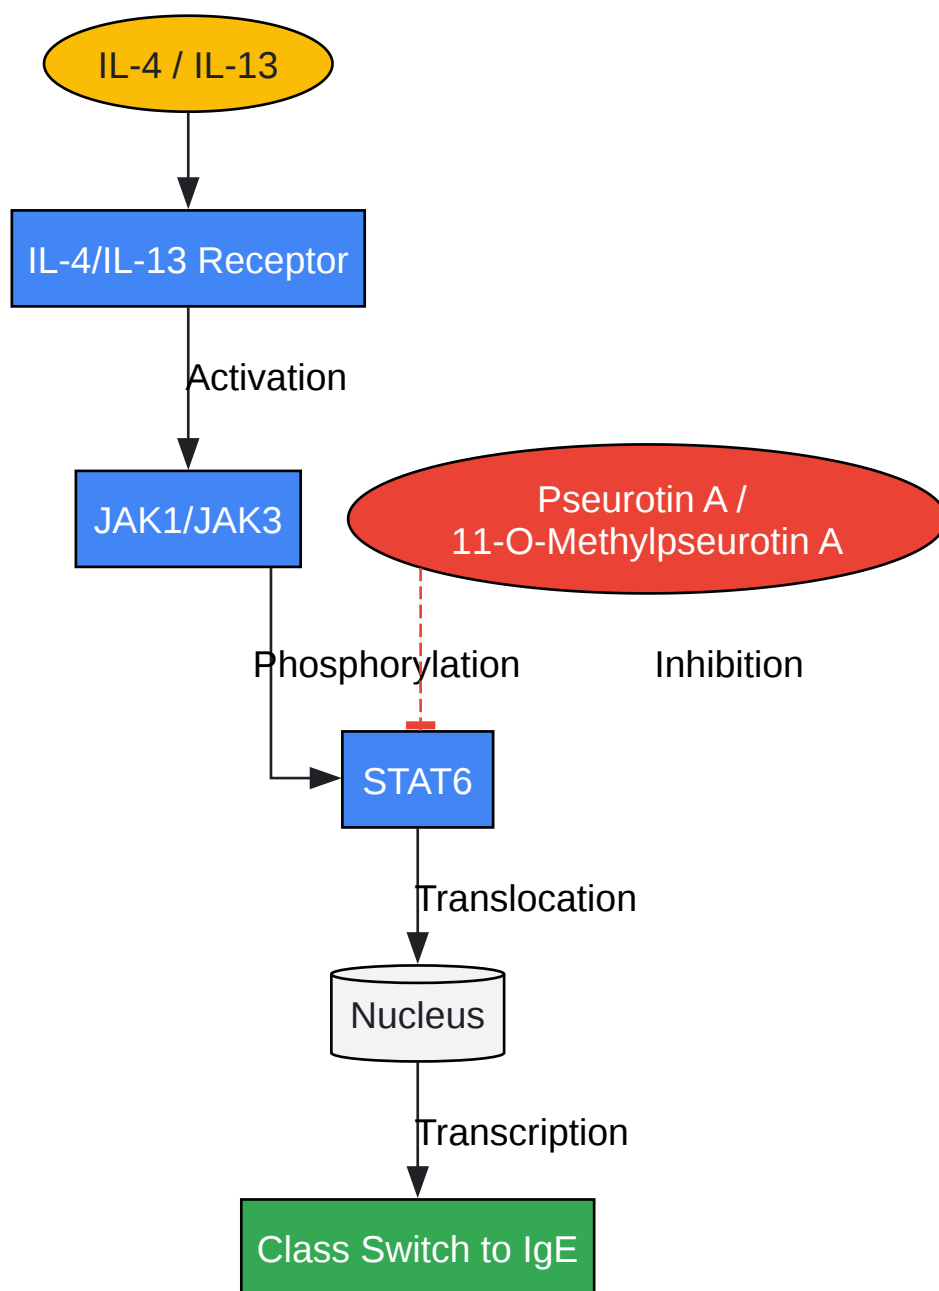 IL-4 / IL-13
IL-4/IL-13 Receptor
Activation
JAK1/JAK3
Pseurotin A /
11-O-Methylpseurotin A
Phosphorylation
Inhibition
STAT6
Translocation
Nucleus
Transcription
Class Switch to IgE